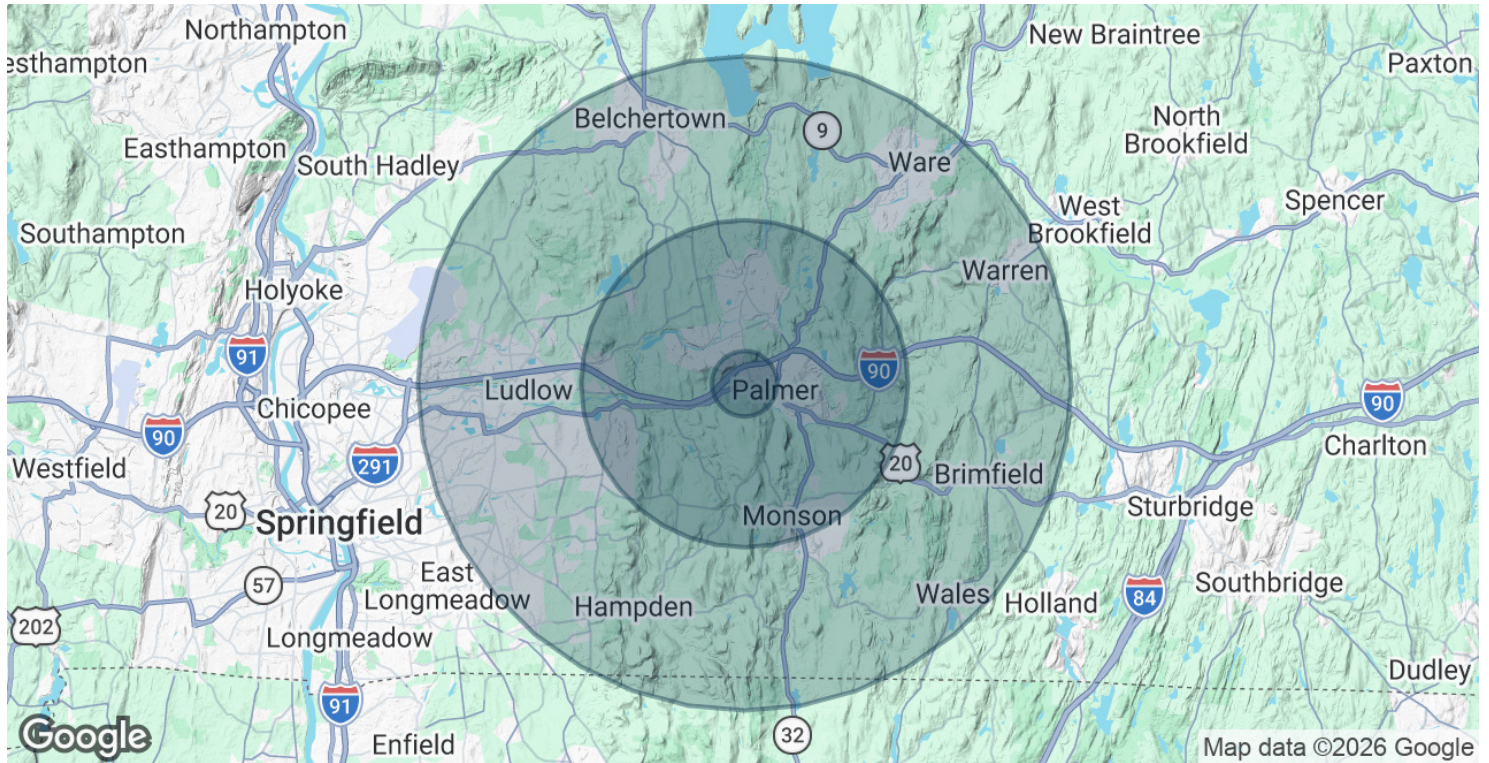 Northampton
New Braintree
esthampton
Paxton
Belchertown
9
North
Brookfield
Easthampton
South Hadley
Ware
Spencer
West
Brookfield
Southampton
Warren
Holyoke
91
90
Ludlow
Palmer
90
Chicopee
90
Charlton
291
Westfield
20
Brimfield
20
Sturbridge
Springfield
Monson
57
East
Longmeadow
Hampden
Wales
Holland
84
Southbridge
202
Longmeadow
Dudley
91
Google
Enfield
32
Map data ©2026 Google